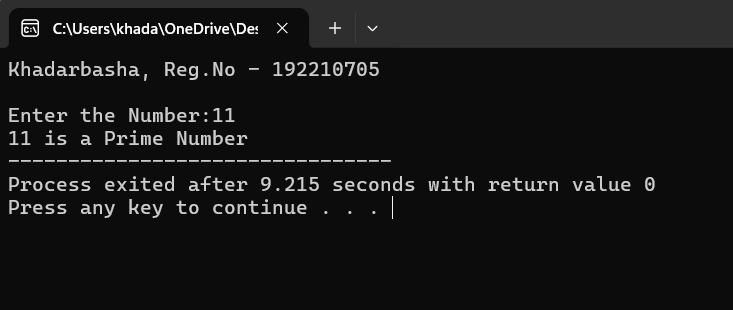 C:\Users\khada\OneDrive\Des
Khadarbasha, Reg.No - 192210705
Enter the Number:11
11 is a Prime Number
--------------------------------
Process exited after 9.215 seconds with return value 0
Press any key to continue . . .